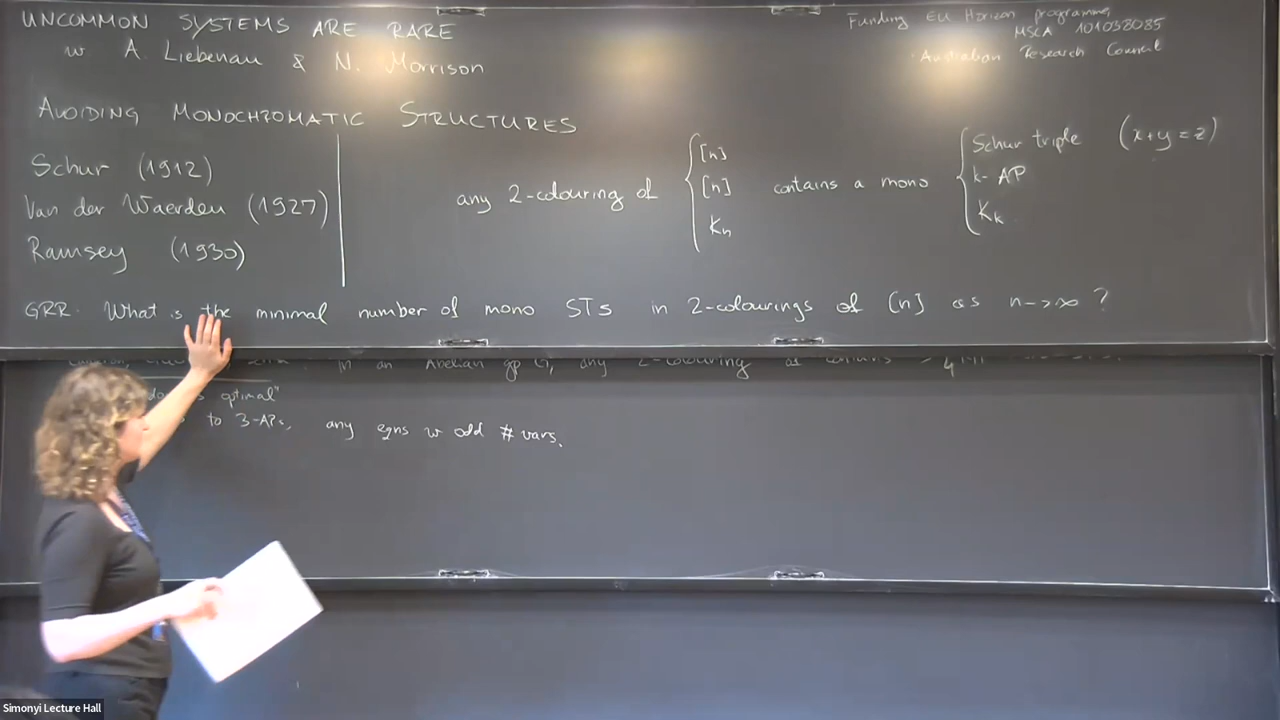 UNCOMMON SYSTEMS ARE RARE
w A. Liebenau & N. Morrison
Funding EU Horizon programme,
MSCA 101038085
Australian Research Council
AVOIDING MONOCHROMATIC STRUCTURES
Schur (1912)
Van der Waerden (1927)
Ramsey (1930)
any 2-colouring of { [n] [n] Kn contains a mono { Schur triple (x+y=z) k-AP Kk
GRR: What is the minimal number of mono STs in 2-colourings of [n] as n->∞ ?
in an Abelian gp G, any 2-colouring
optimal"
to 3-APs, any eqns w odd # vars.
Simonyi Lecture Hall